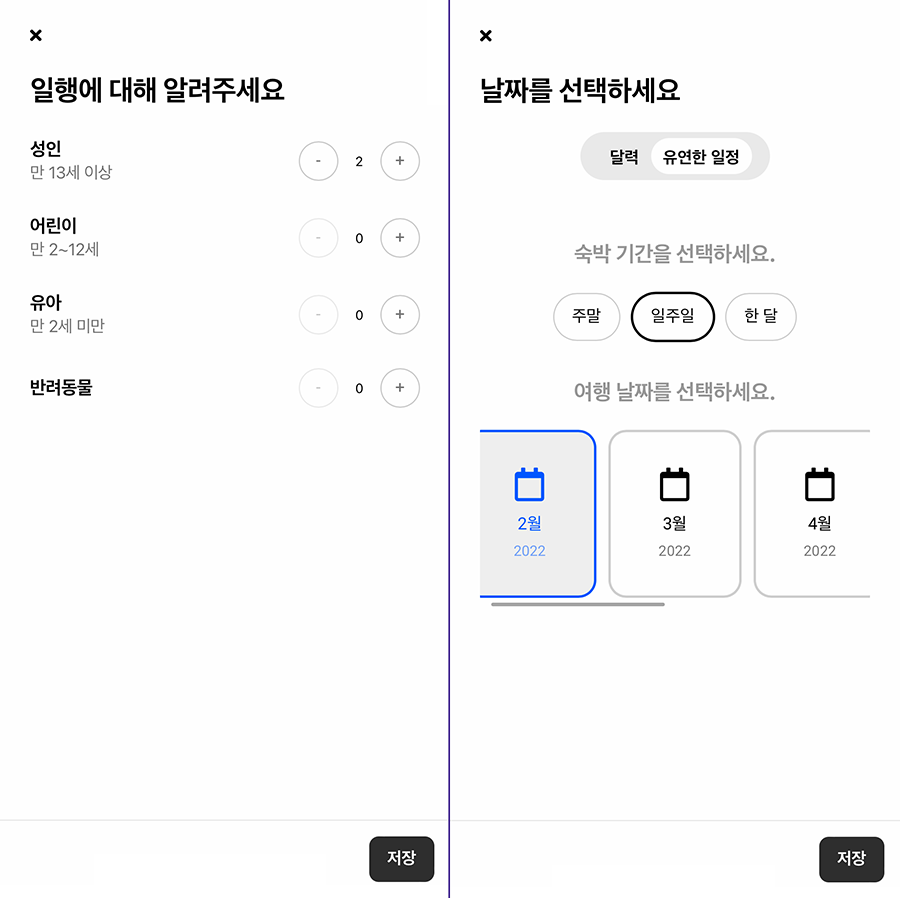 ×
일행에 대해 알려주세요
성인
만 13세 이상
- 2 +
어린이
만 2~12세
- 0 +
유아
만 2세 미만
- 0 +
반려동물
- 0 +
저장
×
날짜를 선택하세요
달력 유연한 일정
숙박 기간을 선택하세요.
주말 일주일 한 달
여행 날짜를 선택하세요.
2월 3월 4월
2022 2022 2022
저장